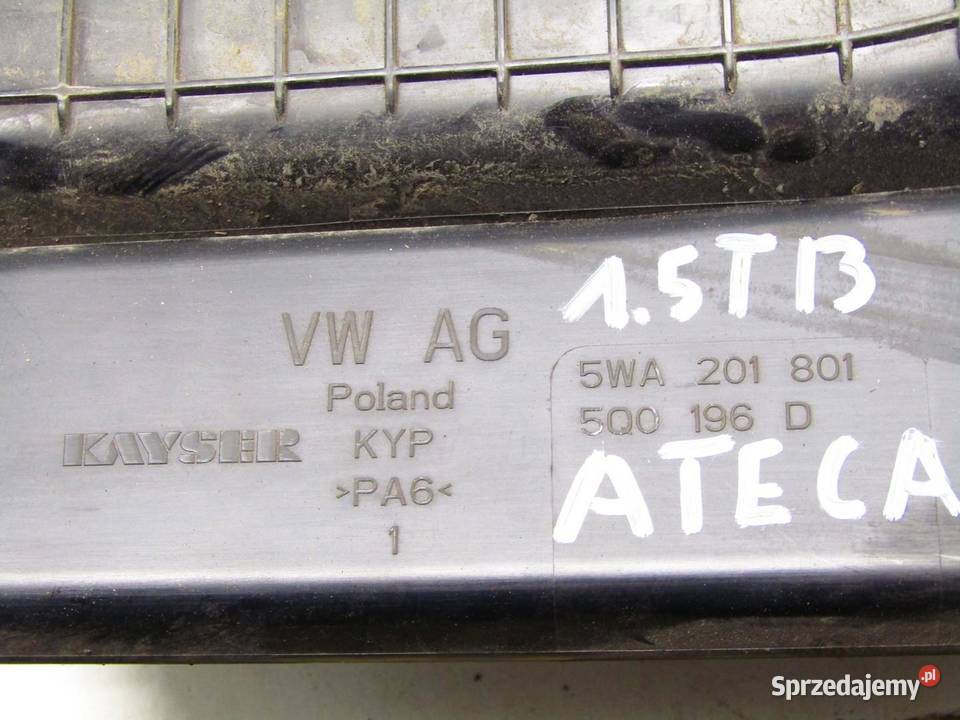 1.5TB
VW AG
Poland
KAYSER
KYP
>PA6<
1
5WA 201 801
5Q0 196 D
ATECA
Sprzedajemy.pl